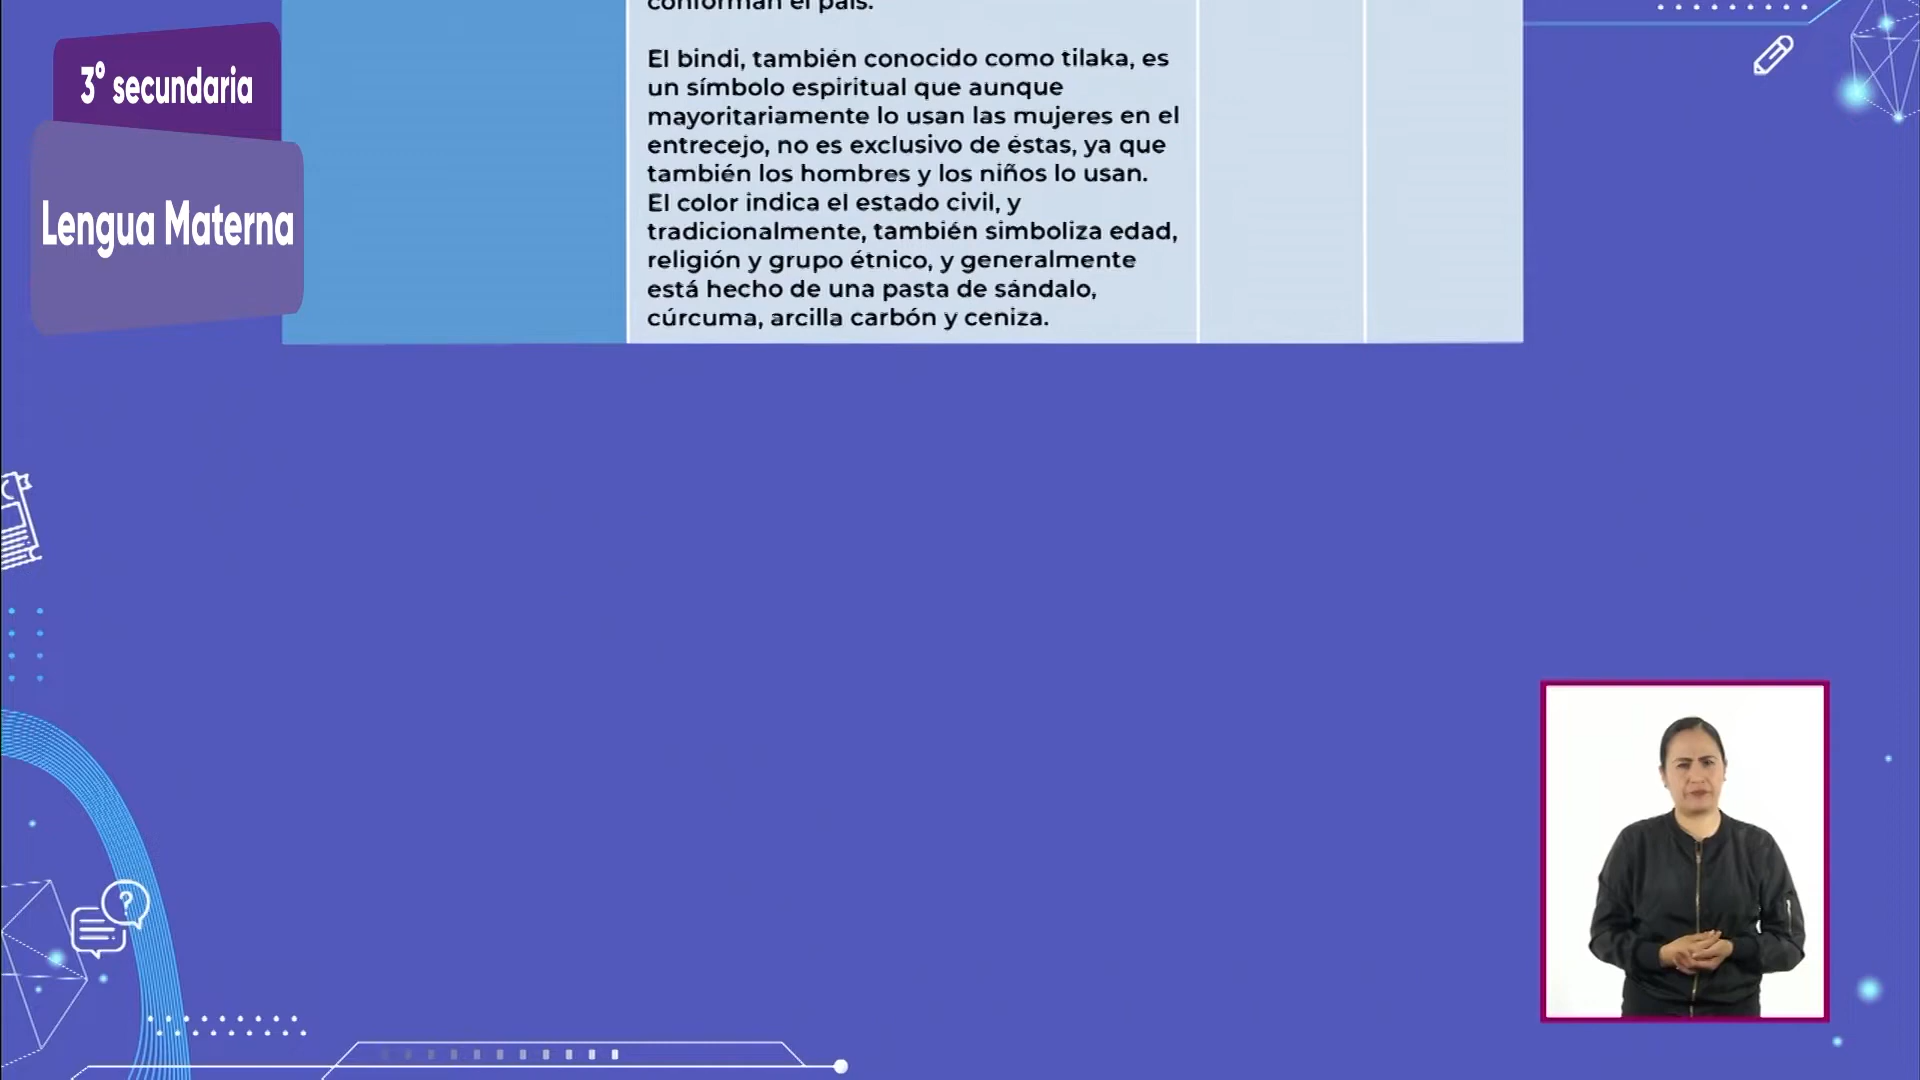 3° secundaria
Lengua Materna
conforman el país.
El bindi, también conocido como tilaka, es
un símbolo espiritual que aunque
mayoritariamente lo usan las mujeres en el
entrecejo, no es exclusivo de éstas, ya que
también los hombres y los niños lo usan.
El color indica el estado civil, y
tradicionalmente, también simboliza edad,
religión y grupo étnico, y generalmente
está hecho de una pasta de sándalo,
cúrcuma, arcilla carbón y ceniza.
?